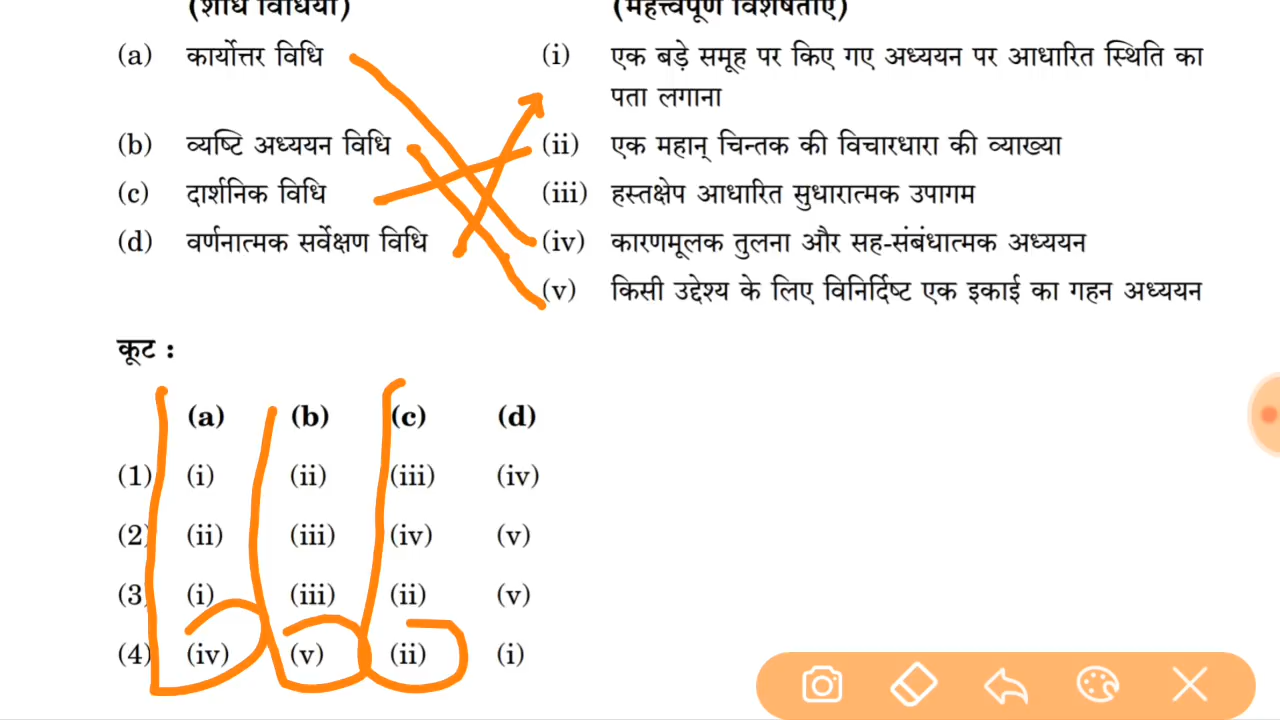 (शोध विधियाँ) (महत्त्वपूर्ण विशेषताएँ)
(a) कार्योत्तर विधि (i) एक बड़े समूह पर किए गए अध्ययन पर आधारित स्थिति का
पता लगाना
(b) व्यष्टि अध्ययन विधि (ii) एक महान् चिन्तक की विचारधारा की व्याख्या
(c) दार्शनिक विधि (iii) हस्तक्षेप आधारित सुधारात्मक उपागम
(d) वर्णनात्मक सर्वेक्षण विधि (iv) कारणमूलक तुलना और सह-संबंधात्मक अध्ययन
(v) किसी उद्देश्य के लिए विनिर्दिष्ट एक इकाई का गहन अध्ययन
कूट :
(a) (b) (c) (d)
(1) (i) (ii) (iii) (iv)
(2) (ii) (iii) (iv) (v)
(3) (i) (iii) (ii) (v)
(4) (iv) (v) (ii) (i)